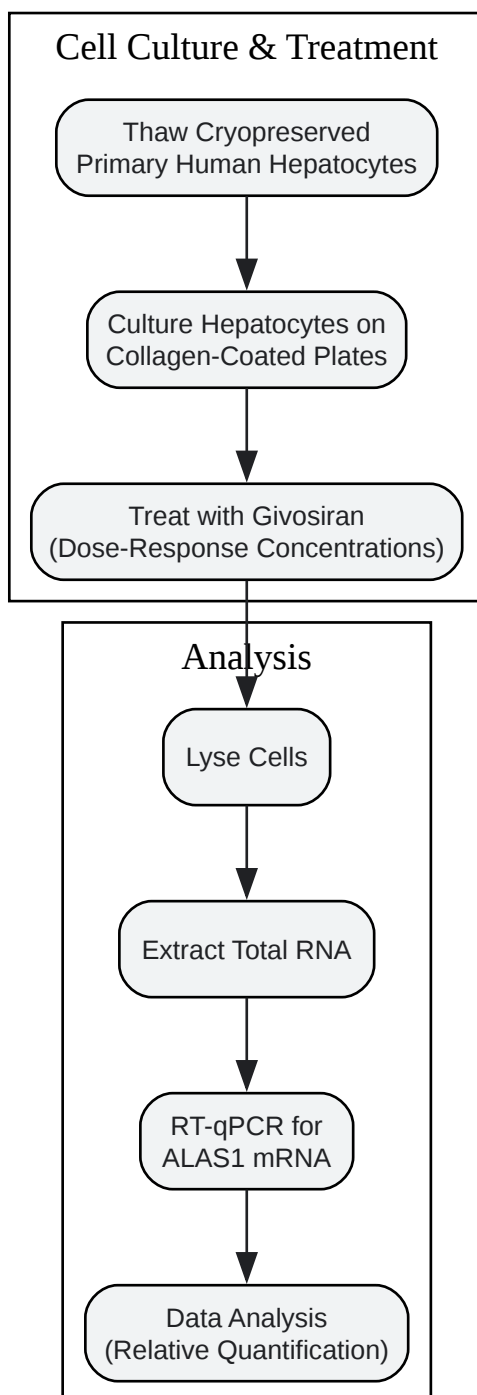 Cell Culture & Treatment
Thaw Cryopreserved
Primary Human Hepatocytes
Culture Hepatocytes on
Collagen-Coated Plates
Treat with Givosiran
(Dose-Response Concentrations)
Analysis
Lyse Cells
Extract Total RNA
RT-qPCR for
ALAS1 mRNA
Data Analysis
(Relative Quantification)